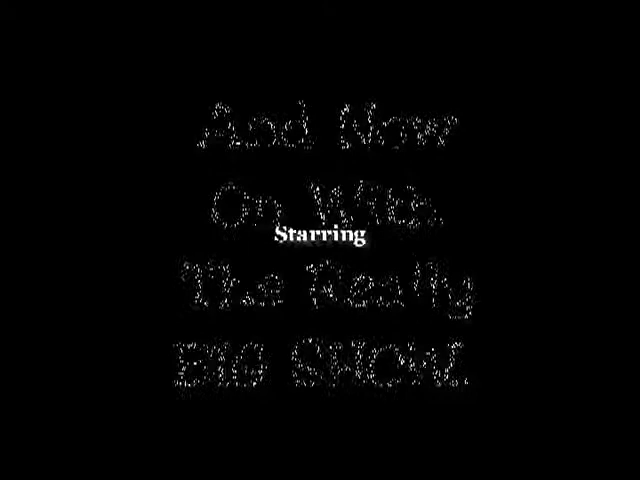 And Now
On With
Starring
The Really
BIG SHOW.